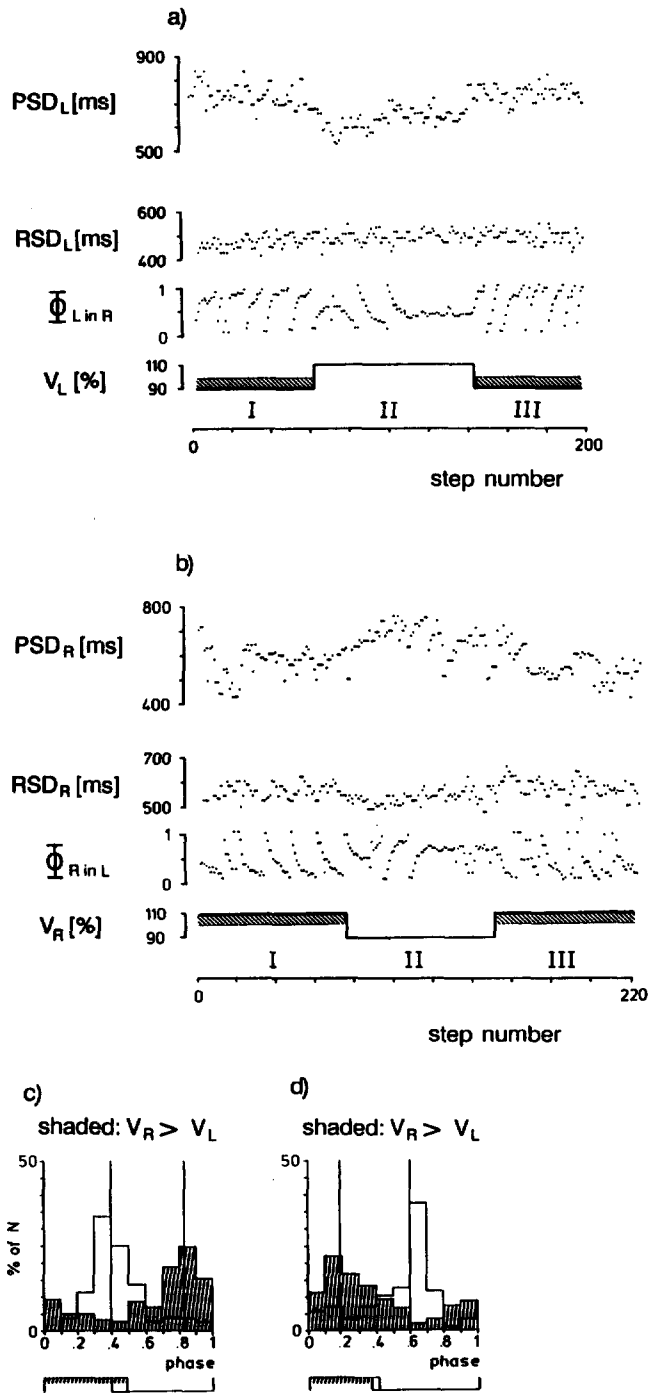 a)
900
PSD_L [ms]
500
600
RSD_L [ms]
400
1
Φ L in R
0
110
V_L [%]
90
I II III
0 200
step number
b)
800
PSD_R [ms]
400
700
RSD_R [ms]
500
1
Φ R in L
0
110
V_R [%]
90
I II III
0 220
step number
c) d)
shaded: V_R > V_L shaded: V_R > V_L
50 50
% of N
0 0
0 .2 .4 .6 .8 1 0 .2 .4 .6 .8 1
phase phase